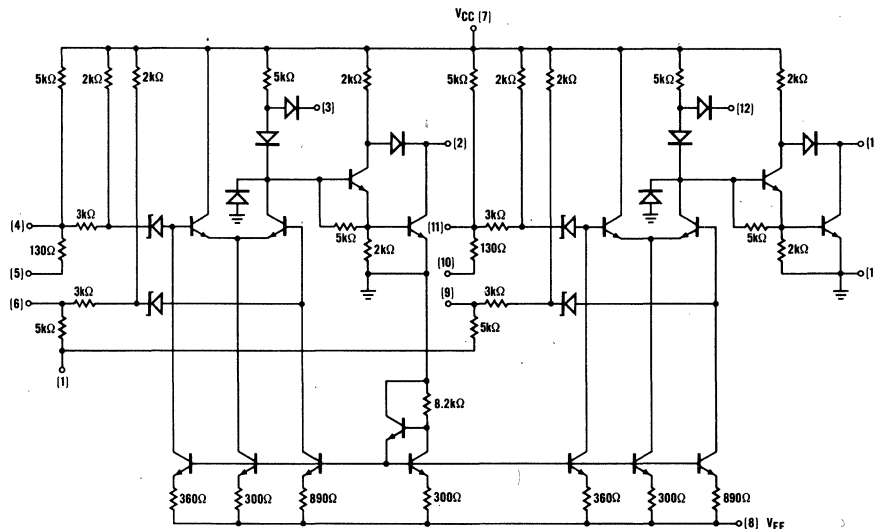 VCC (7)
5kΩ
2kΩ
2kΩ
5kΩ
2kΩ
5kΩ
2kΩ
2kΩ
5kΩ
2kΩ
(3)
(12)
(2)
(1
(4)
3kΩ
(11)
3kΩ
130Ω
5kΩ
2kΩ
130Ω
5kΩ
2kΩ
(5)
(10)
(1
(6)
3kΩ
(9)
3kΩ
5kΩ
5kΩ
(1)
8.2kΩ
360Ω
300Ω
890Ω
300Ω
360Ω
300Ω
890Ω
(8) VEE